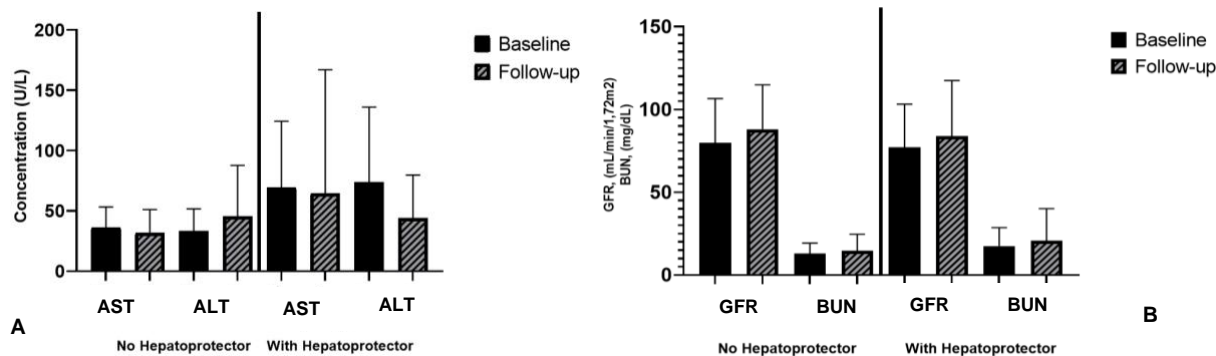 200
150
100
50
0
Concentration (U/L)
Baseline
Follow-up
AST
ALT
AST
ALT
No Hepatoprotector
With Hepatoprotector
A
150
100
50
0
GFR, (mL/min/1,72m2)
BUN, (mg/dL)
Baseline
Follow-up
GFR
BUN
GFR
BUN
No Hepatoprotector
With Hepatoprotector
B